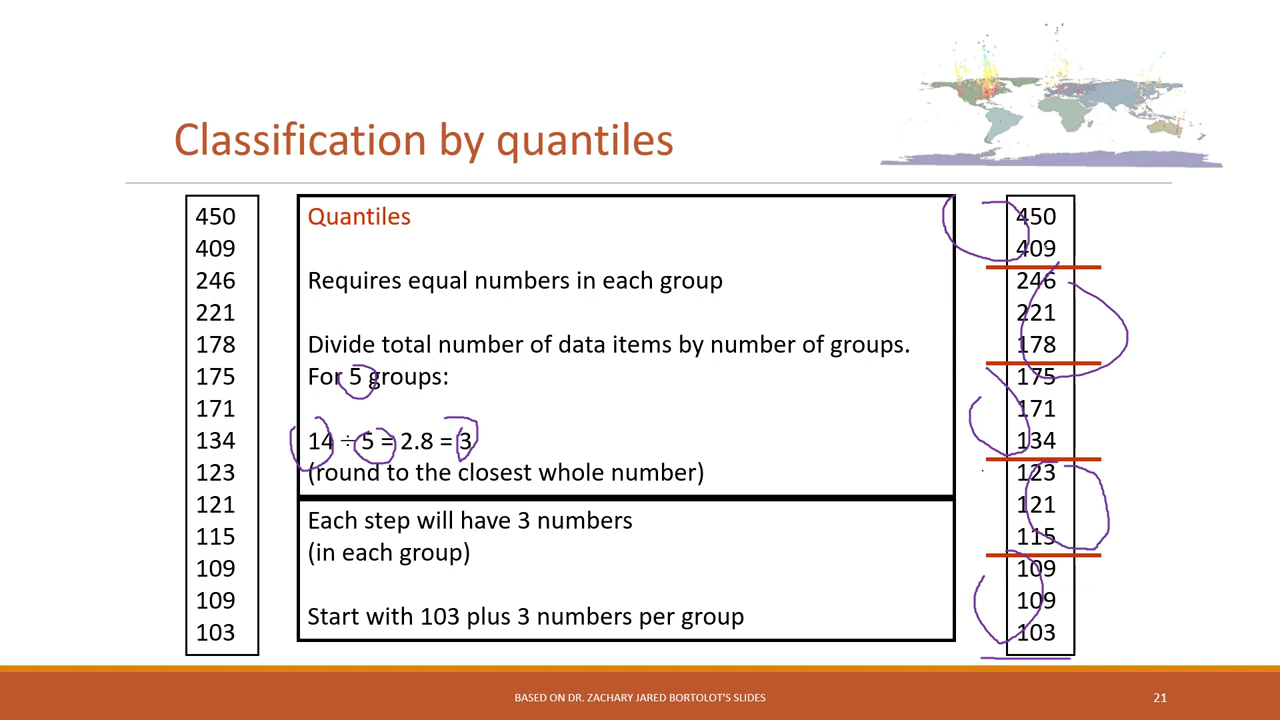 Classification by quantiles
450
409
246
221
178
175
171
134
123
121
115
109
109
103
Quantiles
Requires equal numbers in each group
Divide total number of data items by number of groups.
For 5 groups:
14 ÷ 5 = 2.8 = 3
(round to the closest whole number)
Each step will have 3 numbers
(in each group)
Start with 103 plus 3 numbers per group
450
409
246
221
178
175
171
134
123
121
115
109
109
103
BASED ON DR. ZACHARY JARED BORTOLOT'S SLIDES
21